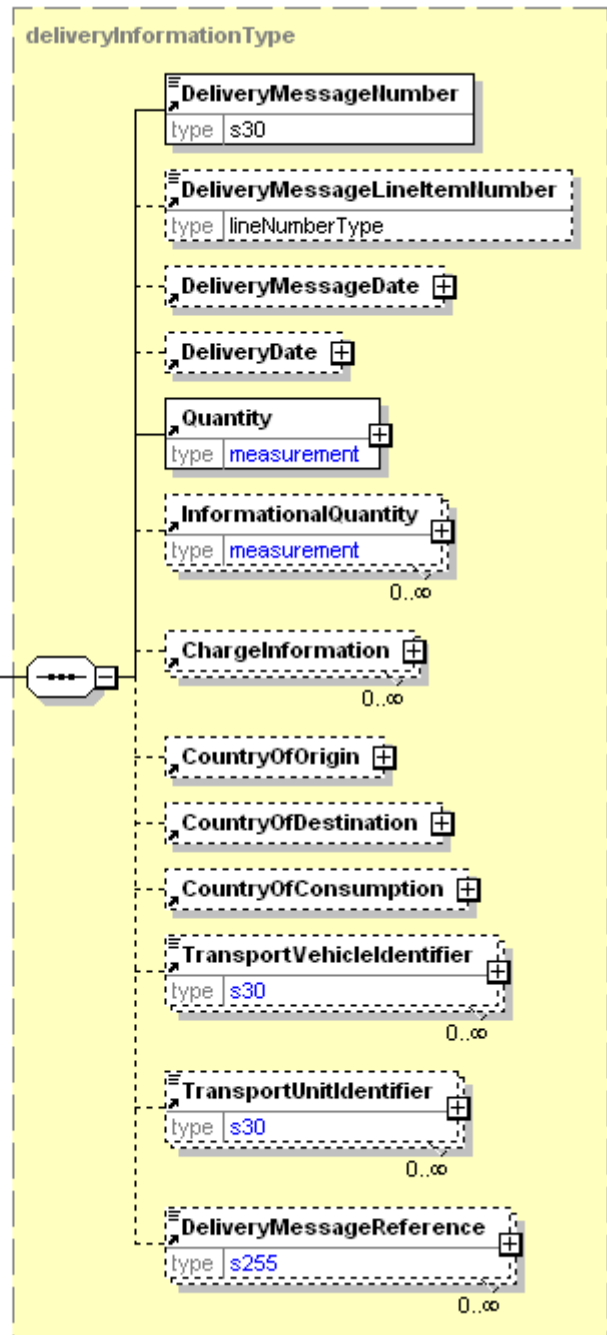 deliveryInformationType
DeliveryMessageNumber
type s30
DeliveryMessageLineItemNumber
type lineNumberType
DeliveryMessageDate
DeliveryDate
Quantity
type measurement
InformationalQuantity
type measurement
0..∞
ChargeInformation
0..∞
CountryOfOrigin
CountryOfDestination
CountryOfConsumption
TransportVehicleIdentifier
type s30
0..∞
TransportUnitIdentifier
type s30
0..∞
DeliveryMessageReference
type s255
0..∞